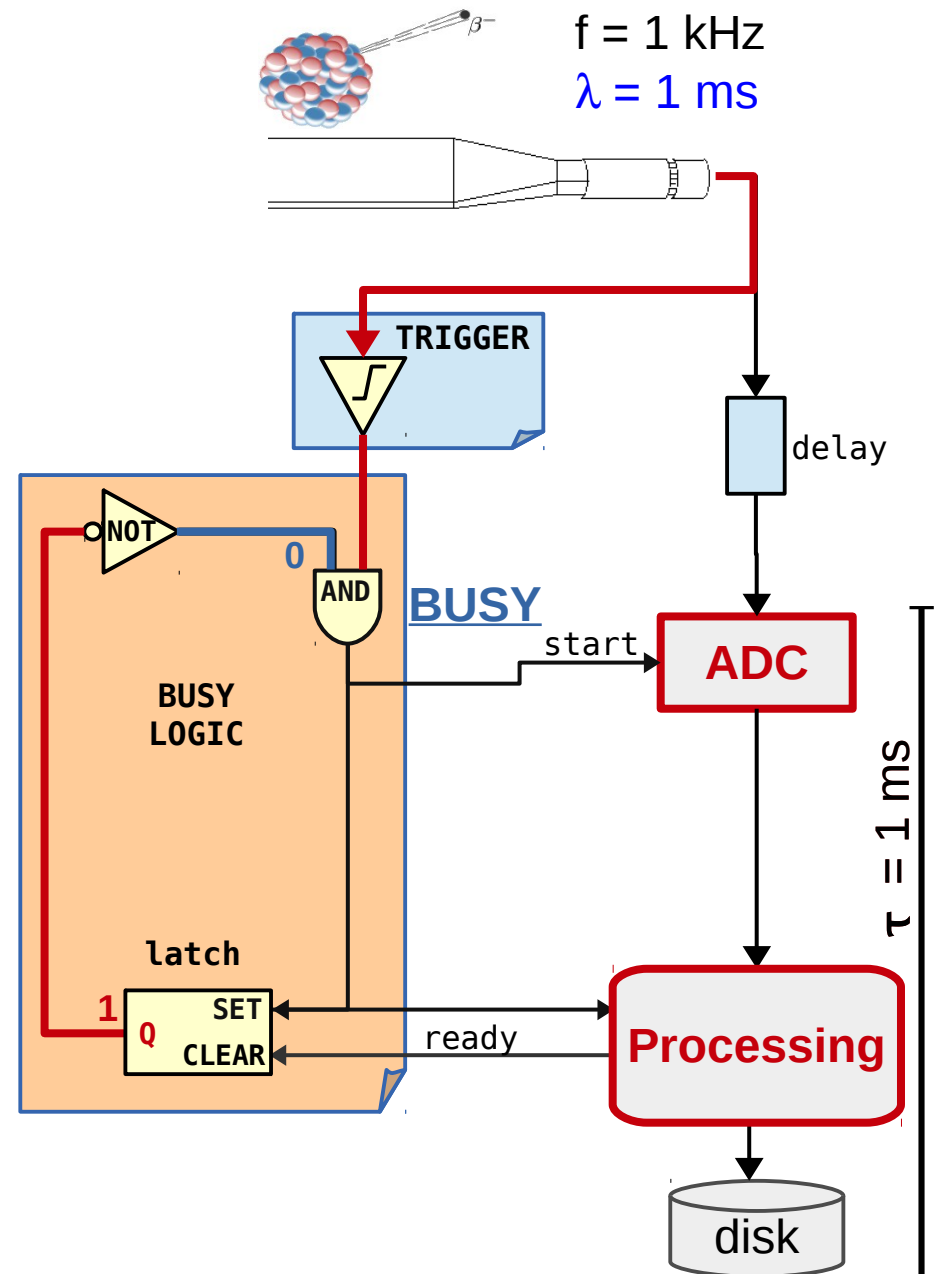 β⁻
f = 1 kHz
λ = 1 ms
TRIGGER
delay
NOT
0
AND
BUSY
start
ADC
BUSY
LOGIC
τ = 1 ms
latch
1
Q
SET
CLEAR
ready
Processing
disk